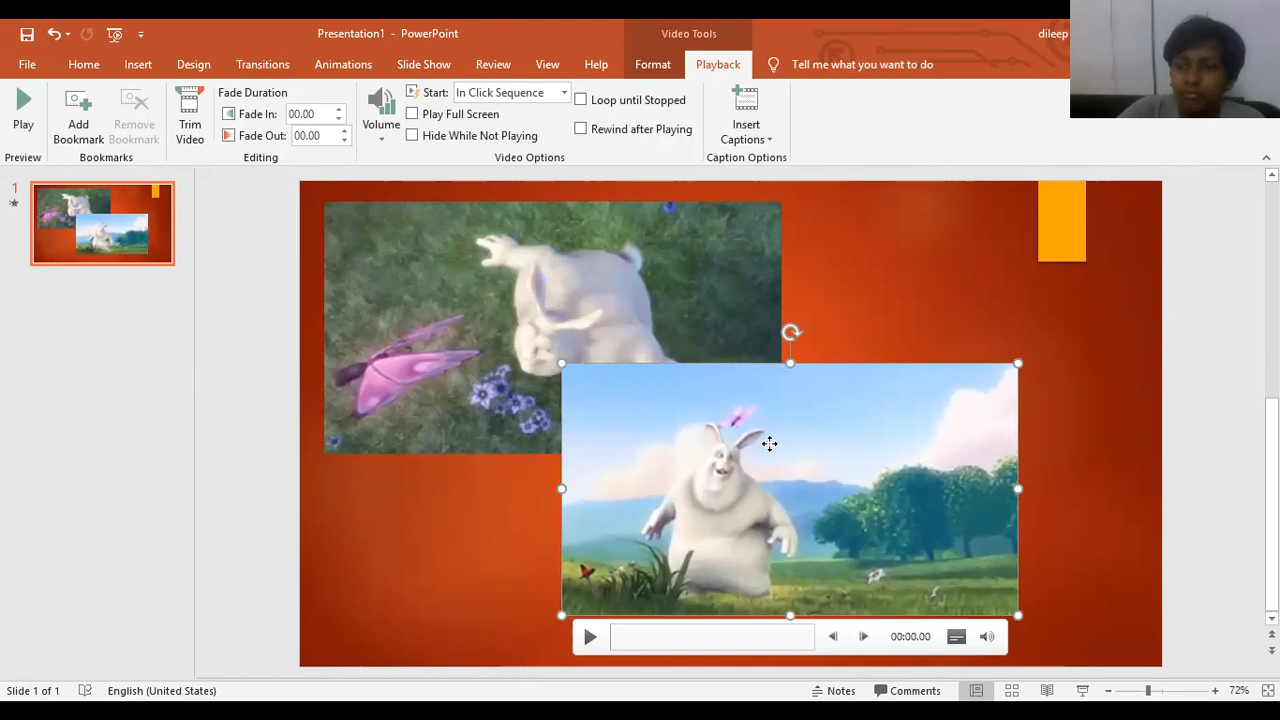 Presentation1 - PowerPoint
Video Tools
dileep
File Home Insert Design Transitions Animations Slide Show Review View Help Format Playback Tell me what you want to do
Play
Preview
Add Bookmark
Remove Bookmark
Bookmarks
Trim Video
Fade Duration
Fade In: 00.00
Fade Out: 00.00
Editing
Volume
Start: In Click Sequence
Play Full Screen
Hide While Not Playing
Loop until Stopped
Rewind after Playing
Video Options
Insert Captions
Caption Options
1
00:00.00
Slide 1 of 1 English (United States) Notes Comments 72%